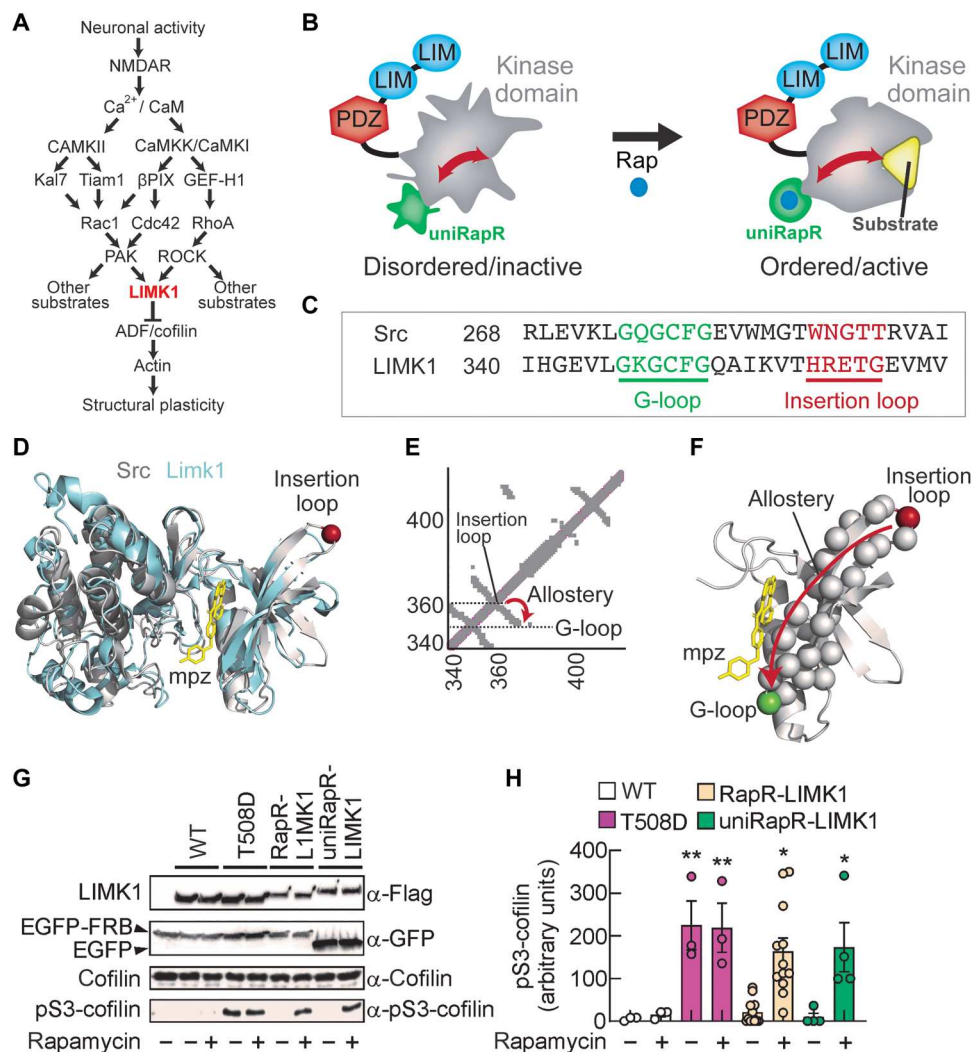 A
Neuronal activity
NMDAR
Ca2+/ CaM
CAMKII CaMKK/CaMKI
Kal7 Tiam1 βPIX GEF-H1
Rac1 Cdc42 RhoA
PAK ROCK
Other substrates
LIMK1
Other substrates
ADF/cofilin
Actin
Structural plasticity
B
LIM
LIM
PDZ
Kinase domain
uniRapR
Disordered/inactive
Rap
LIM
LIM
PDZ
Kinase domain
uniRapR
Substrate
Ordered/active
C
Src 268 RLEVKLGQGCFGEVWMGTWNGTTRVAI
LIMK1 340 IHGEVLGKGCFGQAIKVTHRETGEVMV
G-loop Insertion loop
D
Src Limk1
Insertion loop
mpz
E
400
360
340
Insertion loop
Allostery
G-loop
340 360 400
F
Allostery
Insertion loop
mpz
G-loop
G
WT T508D RapR-L1MK1 uniRapR-LIMK1
LIMK1 α-Flag
EGFP-FRB
EGFP
α-GFP
Cofilin α-Cofilin
pS3-cofilin α-pS3-cofilin
Rapamycin − − + − + − + − +
H
WT RapR-LIMK1
T508D uniRapR-LIMK1
pS3-cofilin
(arbitrary units)
400
300
200
100
0
** ** * *
− + − + − + − +
Rapamycin